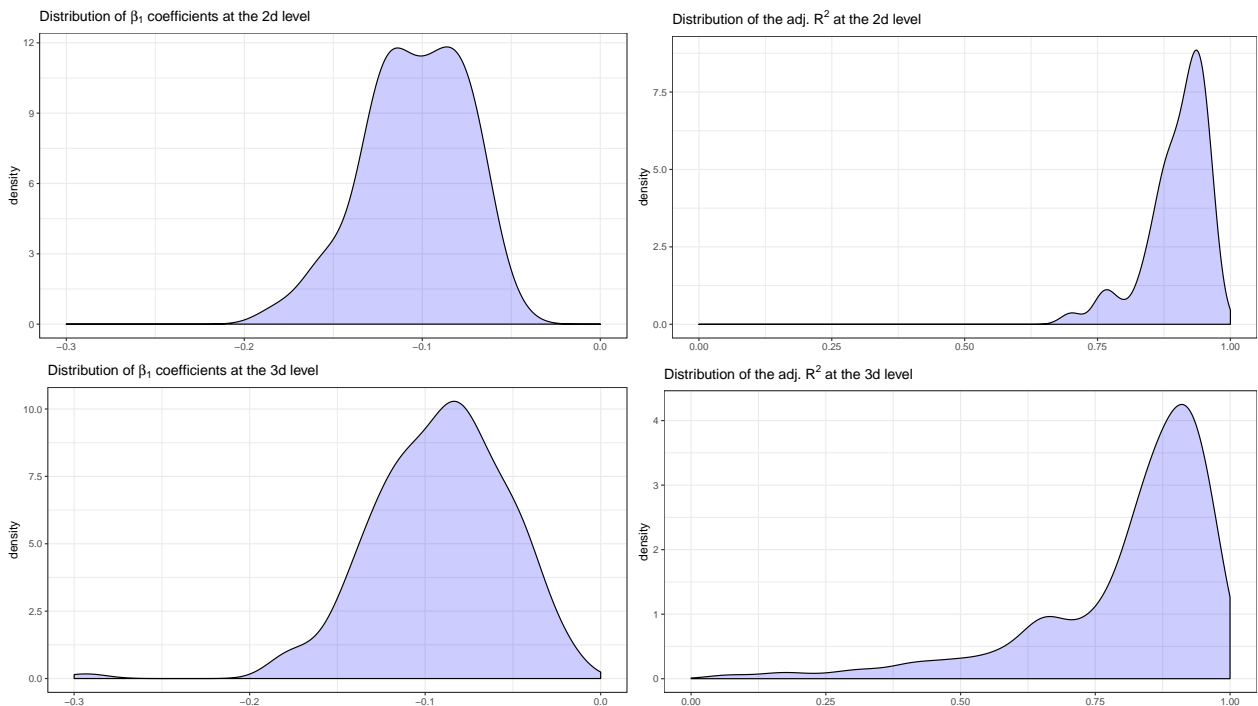 Distribution of β₁ coefficients at the 2d level
density
12
9
6
3
0
−0.3 −0.2 −0.1 0.0
Distribution of the adj. R² at the 2d level
density
7.5
5.0
2.5
0.0
0.00 0.25 0.50 0.75 1.00
Distribution of β₁ coefficients at the 3d level
density
10.0
7.5
5.0
2.5
0.0
−0.3 −0.2 −0.1 0.0
Distribution of the adj. R² at the 3d level
density
4
3
2
1
0
0.00 0.25 0.50 0.75 1.00